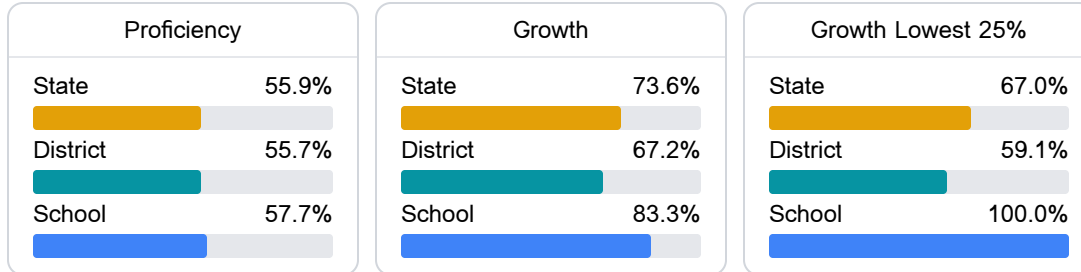 Proficiency
State 55.9%
District 55.7%
School 57.7%
Growth
State 73.6%
District 67.2%
School 83.3%
Growth Lowest 25%
State 67.0%
District 59.1%
School 100.0%